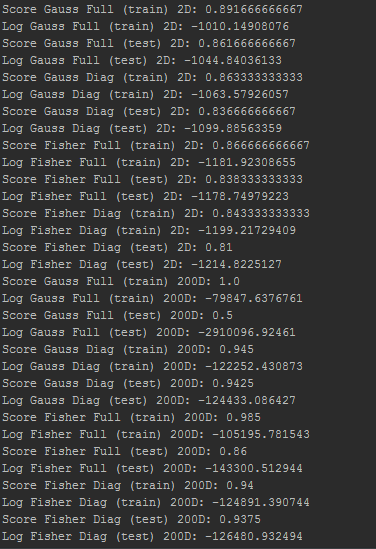 Score Gauss Full (train) 2D: 0.891666666667
Log Gauss Full (train) 2D: -1010.14908076
Score Gauss Full (test) 2D: 0.861666666667
Log Gauss Full (test) 2D: -1044.84036133
Score Gauss Diag (train) 2D: 0.863333333333
Log Gauss Diag (train) 2D: -1063.57926057
Score Gauss Diag (test) 2D: 0.836666666667
Log Gauss Diag (test) 2D: -1099.88563359
Score Fisher Full (train) 2D: 0.866666666667
Log Fisher Full (train) 2D: -1181.92308655
Score Fisher Full (test) 2D: 0.838333333333
Log Fisher Full (test) 2D: -1178.74979223
Score Fisher Diag (train) 2D: 0.843333333333
Log Fisher Diag (train) 2D: -1199.21729409
Score Fisher Diag (test) 2D: 0.81
Log Fisher Diag (test) 2D: -1214.8225127
Score Gauss Full (train) 200D: 1.0
Log Gauss Full (train) 200D: -79847.6376761
Score Gauss Full (test) 200D: 0.5
Log Gauss Full (test) 200D: -2910096.92461
Score Gauss Diag (train) 200D: 0.945
Log Gauss Diag (train) 200D: -122252.430873
Score Gauss Diag (test) 200D: 0.9425
Log Gauss Diag (test) 200D: -124433.086427
Score Fisher Full (train) 200D: 0.985
Log Fisher Full (train) 200D: -105195.781543
Score Fisher Full (test) 200D: 0.86
Log Fisher Full (test) 200D: -143300.512944
Score Fisher Diag (train) 200D: 0.94
Log Fisher Diag (train) 200D: -124891.390744
Score Fisher Diag (test) 200D: 0.9375
Log Fisher Diag (test) 200D: -126480.932494